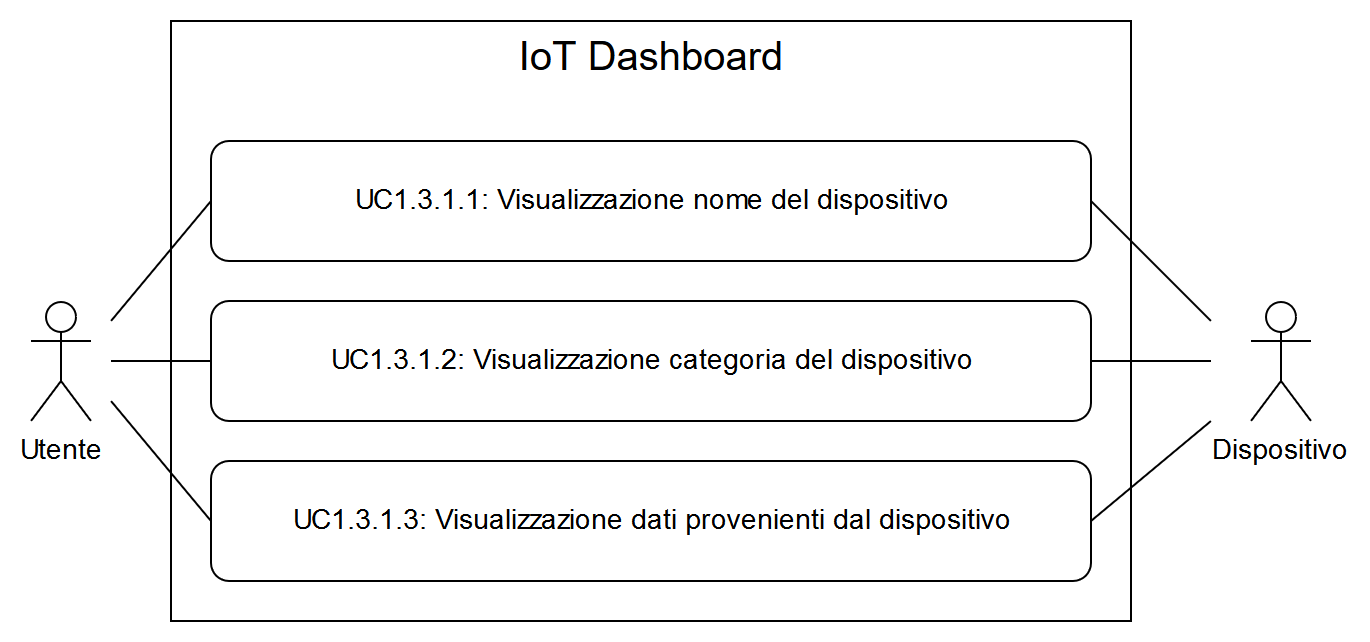 IoT Dashboard
UC1.3.1.1: Visualizzazione nome del dispositivo
UC1.3.1.2: Visualizzazione categoria del dispositivo
Utente
Dispositivo
UC1.3.1.3: Visualizzazione dati provenienti dal dispositivo